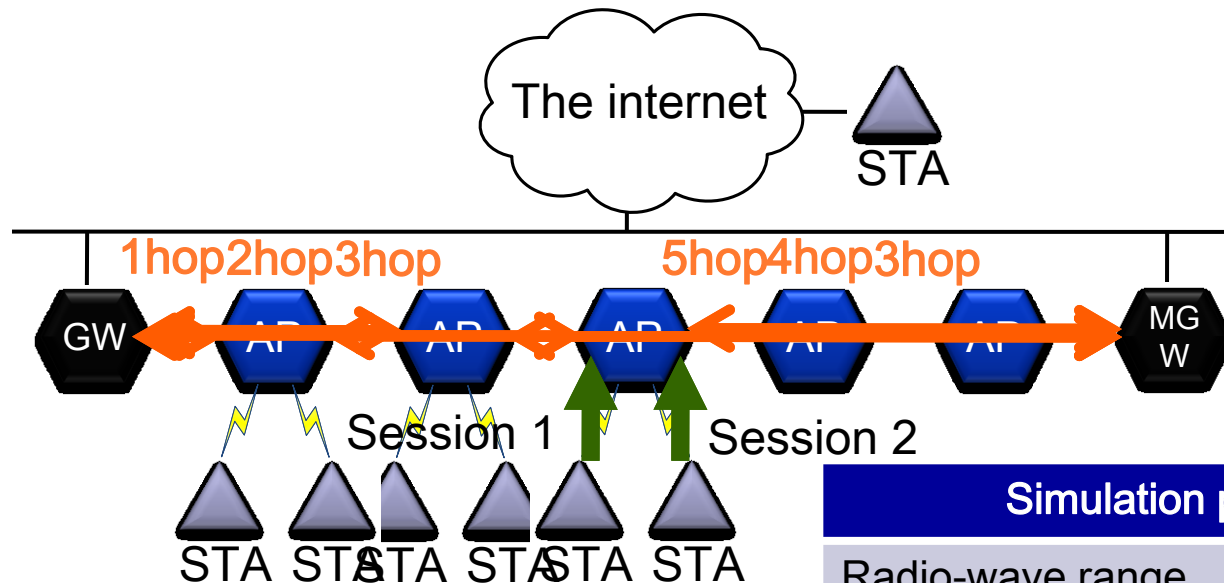 The internet
STA
1hop2hop3hop 5hop4hop3hop
GW AP AP AP AP AP MG
W
Session 1 Session 2
STA STA STA STA STA STA
Simulation
Radio-wave range